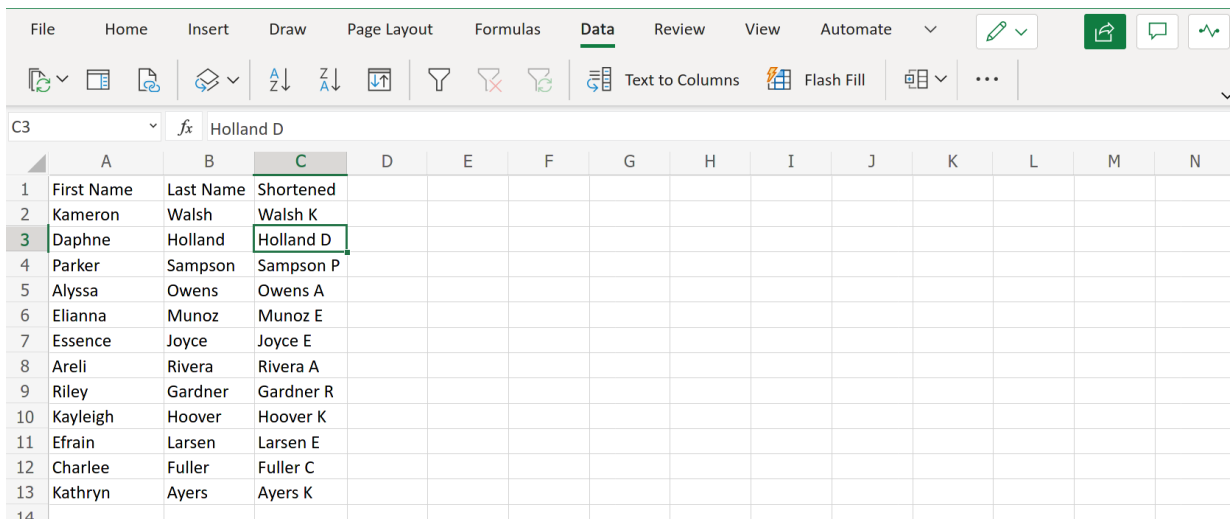 File Home Insert Draw Page Layout Formulas Data Review View Automate
A Z Z A Text to Columns Flash Fill
C3 fx Holland D
A B C D E F G H I J K L M N
1 First Name Last Name Shortened
2 Kameron Walsh Walsh K
3 Daphne Holland Holland D
4 Parker Sampson Sampson P
5 Alyssa Owens Owens A
6 Elianna Munoz Munoz E
7 Essence Joyce Joyce E
8 Areli Rivera Rivera A
9 Riley Gardner Gardner R
10 Kayleigh Hoover Hoover K
11 Efrain Larsen Larsen E
12 Charlee Fuller Fuller C
13 Kathryn Ayers Ayers K
14